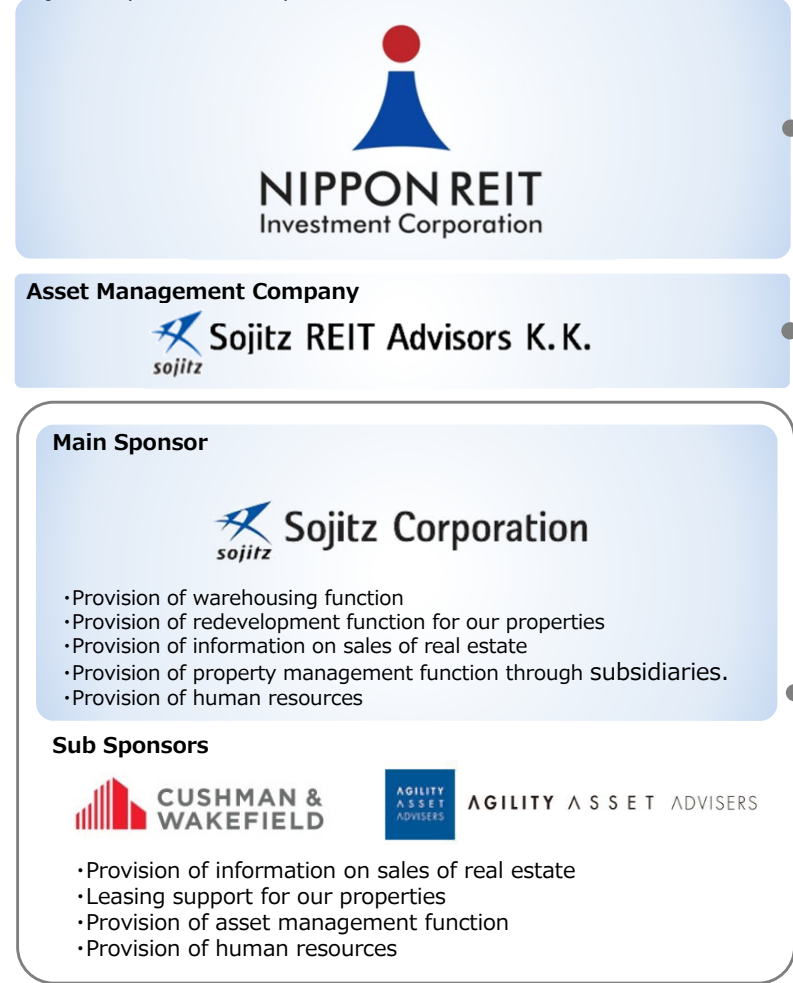 NIPPON REIT
Investment Corporation
Asset Management Company
sojitz
Sojitz REIT Advisors K.K.
Main Sponsor
sojitz
Sojitz Corporation
・Provision of warehousing function
・Provision of redevelopment function for our properties
・Provision of information on sales of real estate
・Provision of property management function through subsidiaries.
・Provision of human resources
Sub Sponsors
CUSHMAN &
WAKEFIELD
AGILITY
ASSET
ADVISERS
AGILITY ASSET ADVISERS
・Provision of information on sales of real estate
・Leasing support for our properties
・Provision of asset management function
・Provision of human resources